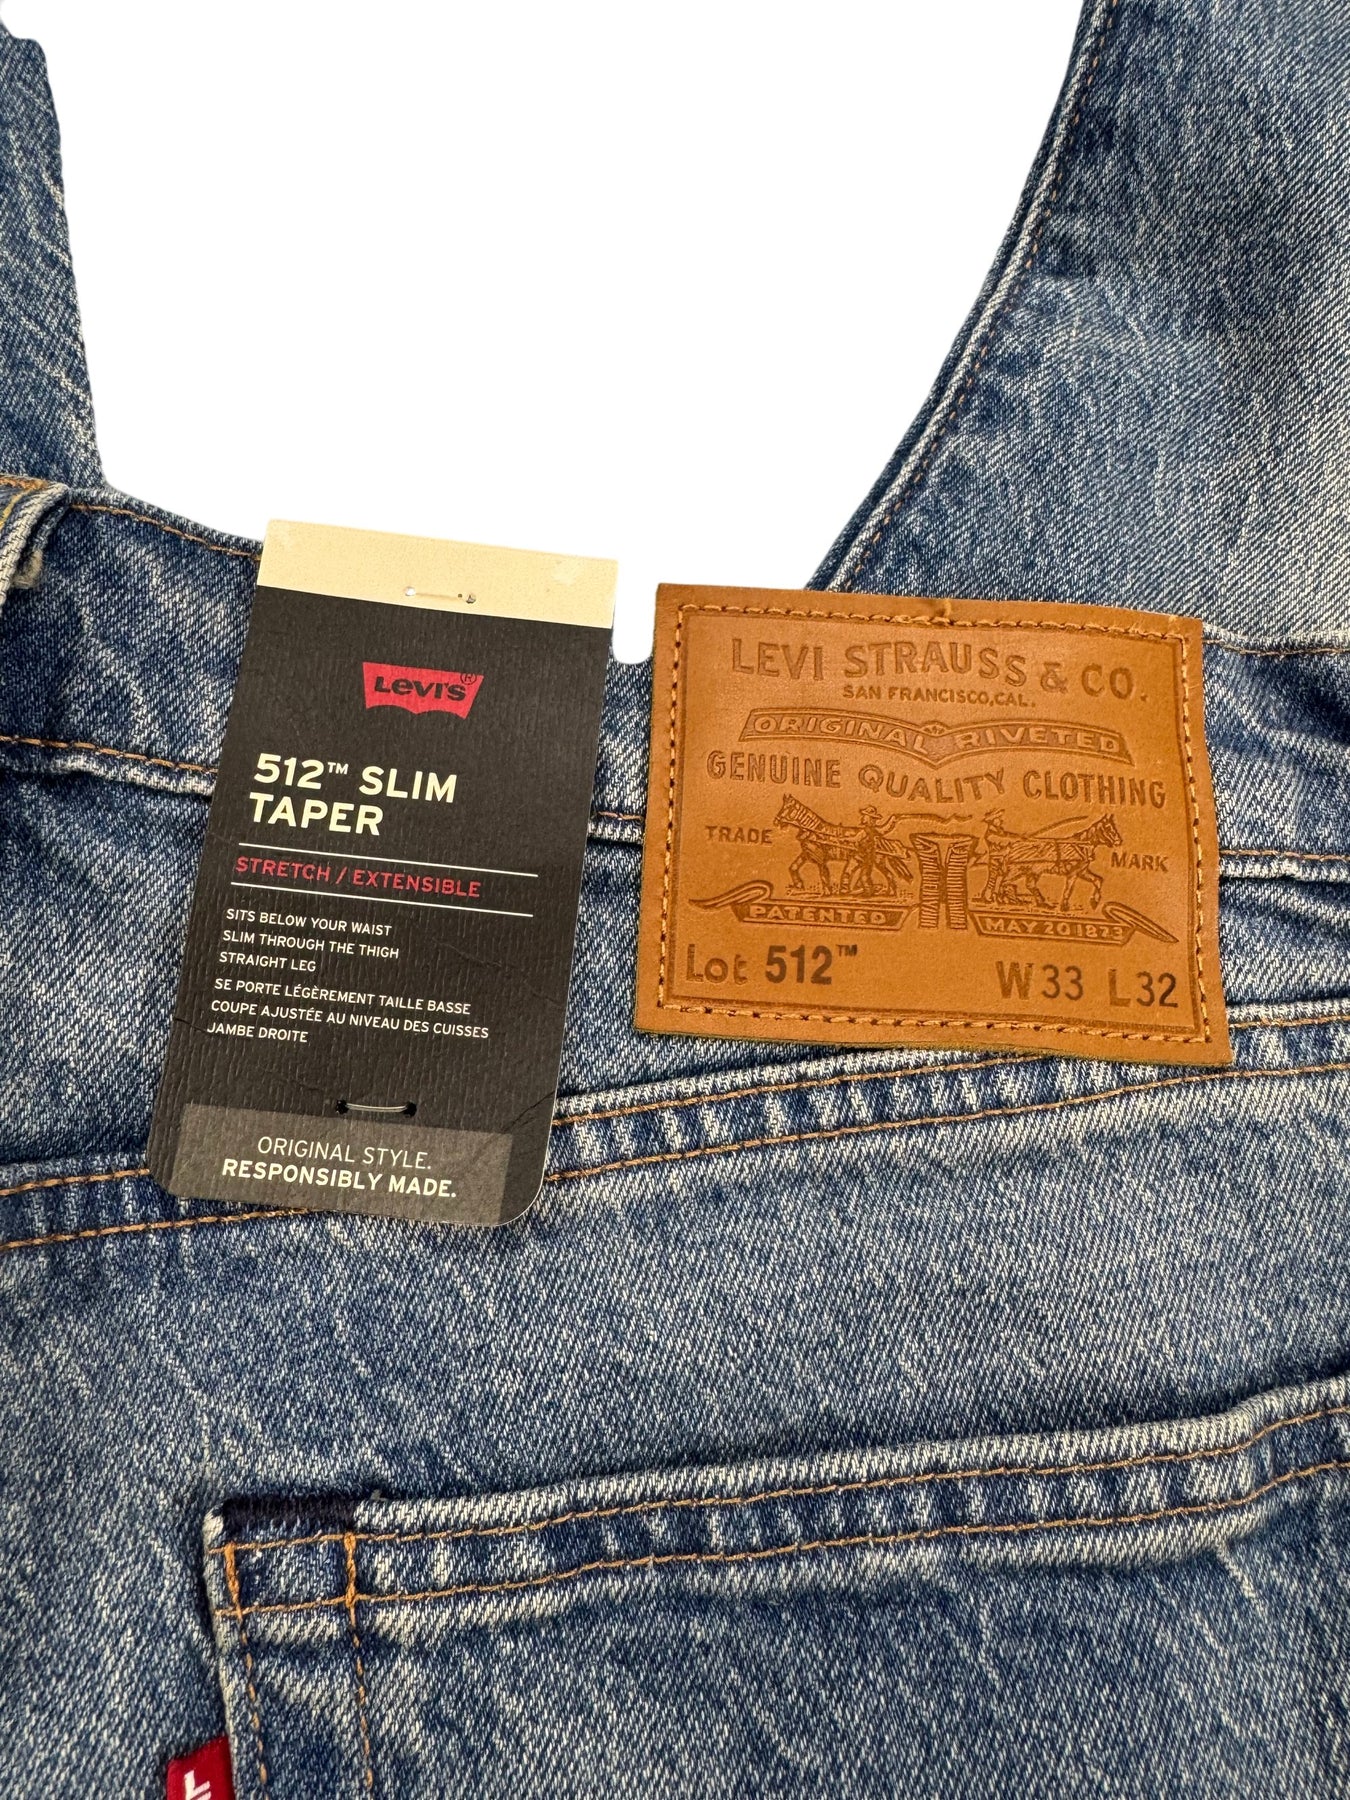 Levi's®
512™ SLIM
TAPER
STRETCH / EXTENSIBLE
SITS BELOW YOUR WAIST
SLIM THROUGH THE THIGH
STRAIGHT LEG
SE PORTE LÉGÈREMENT TAILLE BASSE
COUPE AJUSTÉE AU NIVEAU DES CUISSES
JAMBE DROITE
ORIGINAL STYLE.
RESPONSIBLY MADE.
LEVI STRAUSS & CO.
SAN FRANCISCO, CAL.
ORIGINAL RIVETED
GENUINE QUALITY CLOTHING
TRADE MARK
PATENTED MAY 20 1873
Lot 512™ W33 L32
L